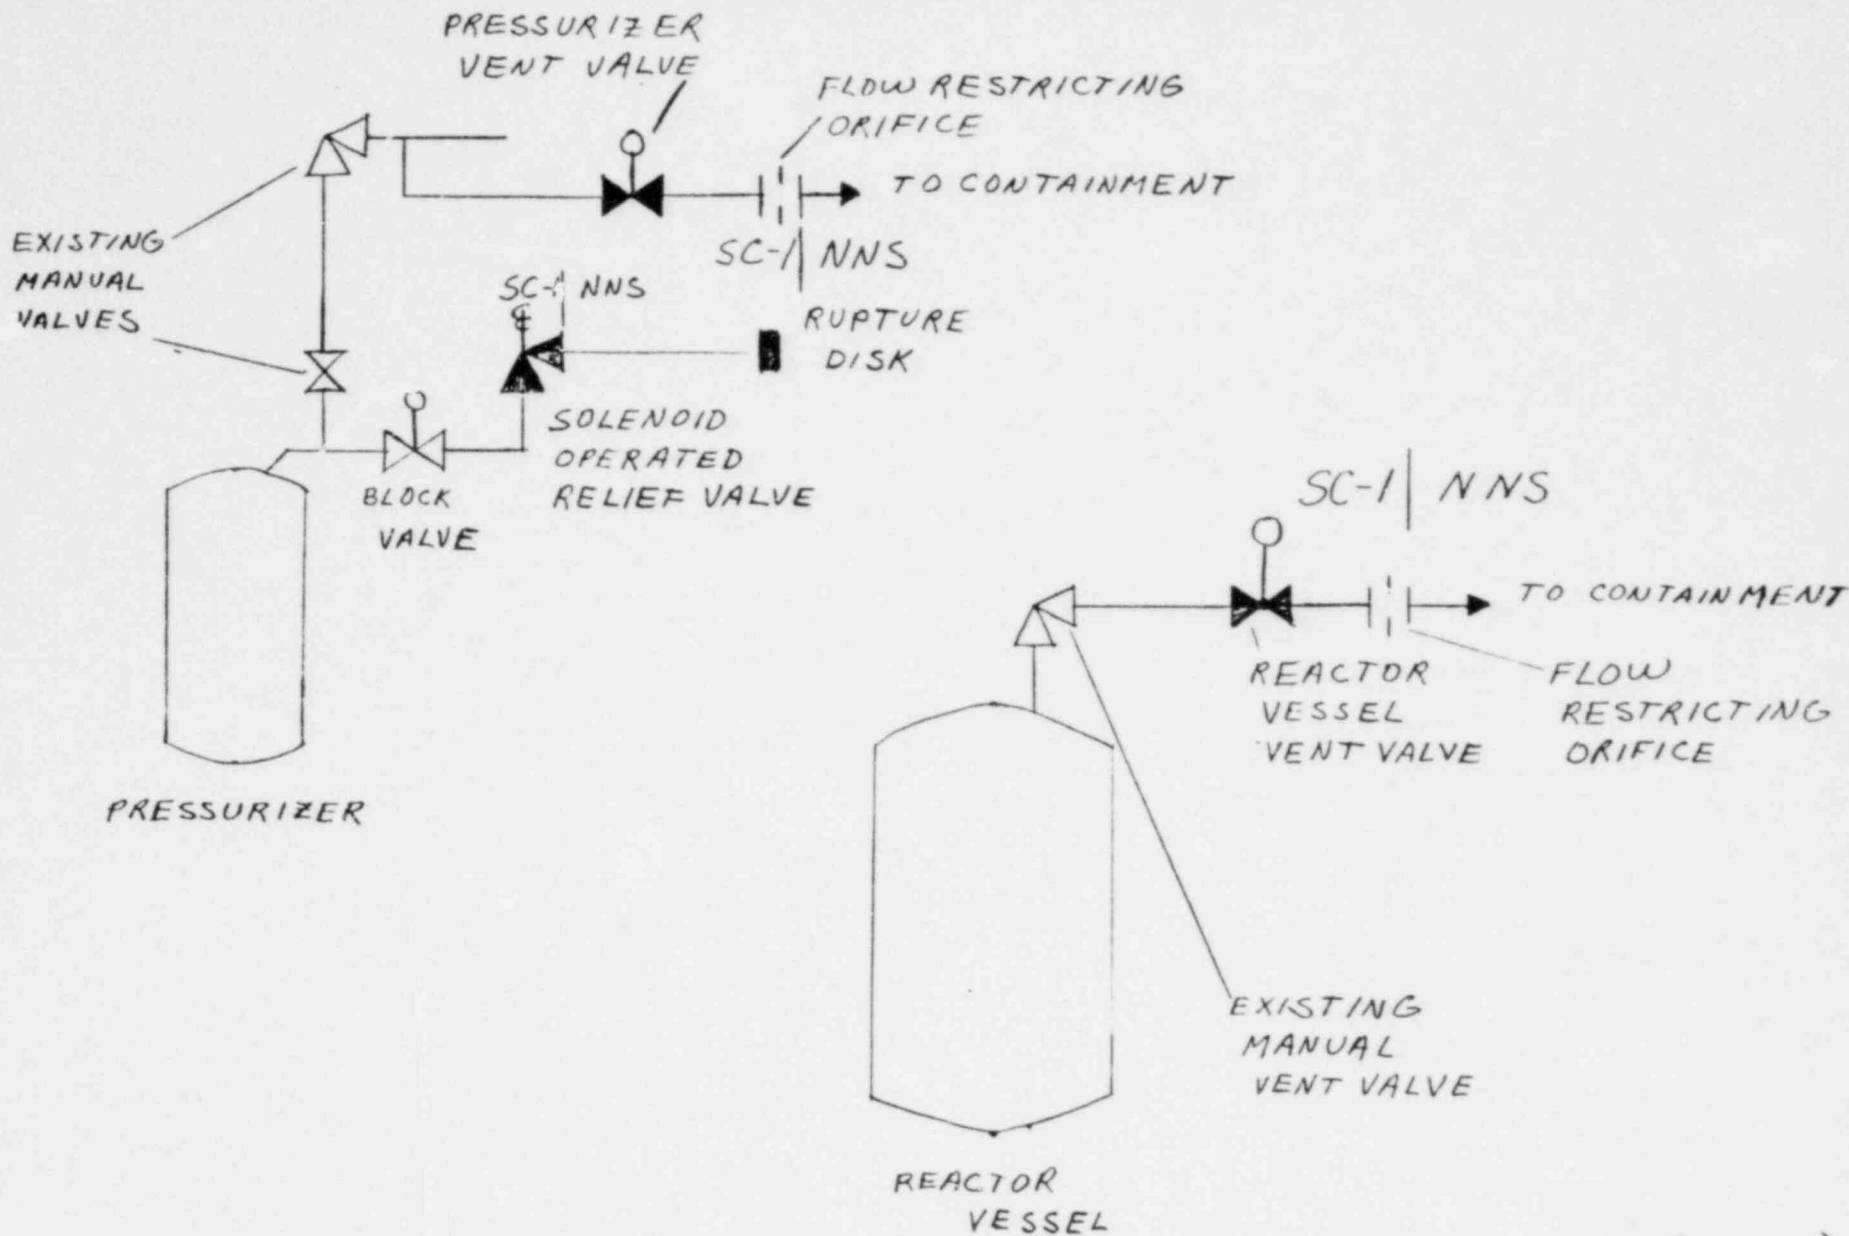 PRESSURIZER
VENT VALVE
FLOW RESTRICTING
ORIFICE
TO CONTAINMENT
EXISTING
MANUAL
VALVES
SC-1 | NNS
SC-1 | NNS
RUPTURE
DISK
SOLENOID
OPERATED
RELIEF VALVE
BLOCK
VALVE
PRESSURIZER
SC-1 | NNS
TO CONTAINMENT
REACTOR
VESSEL
VENT VALVE
FLOW
RESTRICTING
ORIFICE
EXISTING
MANUAL
VENT VALVE
REACTOR
VESSEL